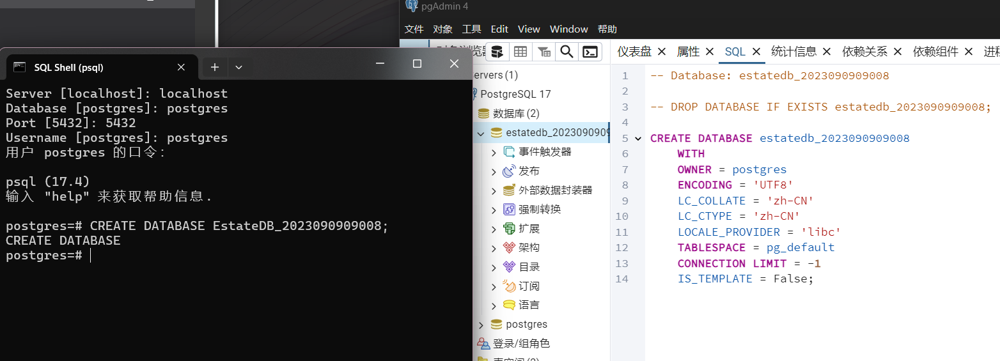 pgAdmin 4
文件 对象 工具 Edit View Window 帮助
SQL Shell (psql)
Server [localhost]: localhost
Database [postgres]: postgres
Port [5432]: 5432
Username [postgres]: postgres
用户 postgres 的口令:
psql (17.4)
输入 "help" 来获取帮助信息.
postgres=# CREATE DATABASE EstateDB_2023090909008;
CREATE DATABASE
postgres=#
ervers (1)
PostgreSQL 17
数据库 (2)
estatedb_202309090
事件触发器
发布
外部数据封装器
强制转换
扩展
架构
目录
订阅
语言
postgres
登录/组角色
仪表盘 属性 SQL 统计信息 依赖关系 依赖组件 进程
1 -- Database: estatedb_2023090909008
2
3 -- DROP DATABASE IF EXISTS estatedb_2023090909008;
4
5 CREATE DATABASE estatedb_2023090909008
6 WITH
7 OWNER = postgres
8 ENCODING = 'UTF8'
9 LC_COLLATE = 'zh-CN'
10 LC_CTYPE = 'zh-CN'
11 LOCALE_PROVIDER = 'libc'
12 TABLESPACE = pg_default
13 CONNECTION LIMIT = -1
14 IS_TEMPLATE = False;